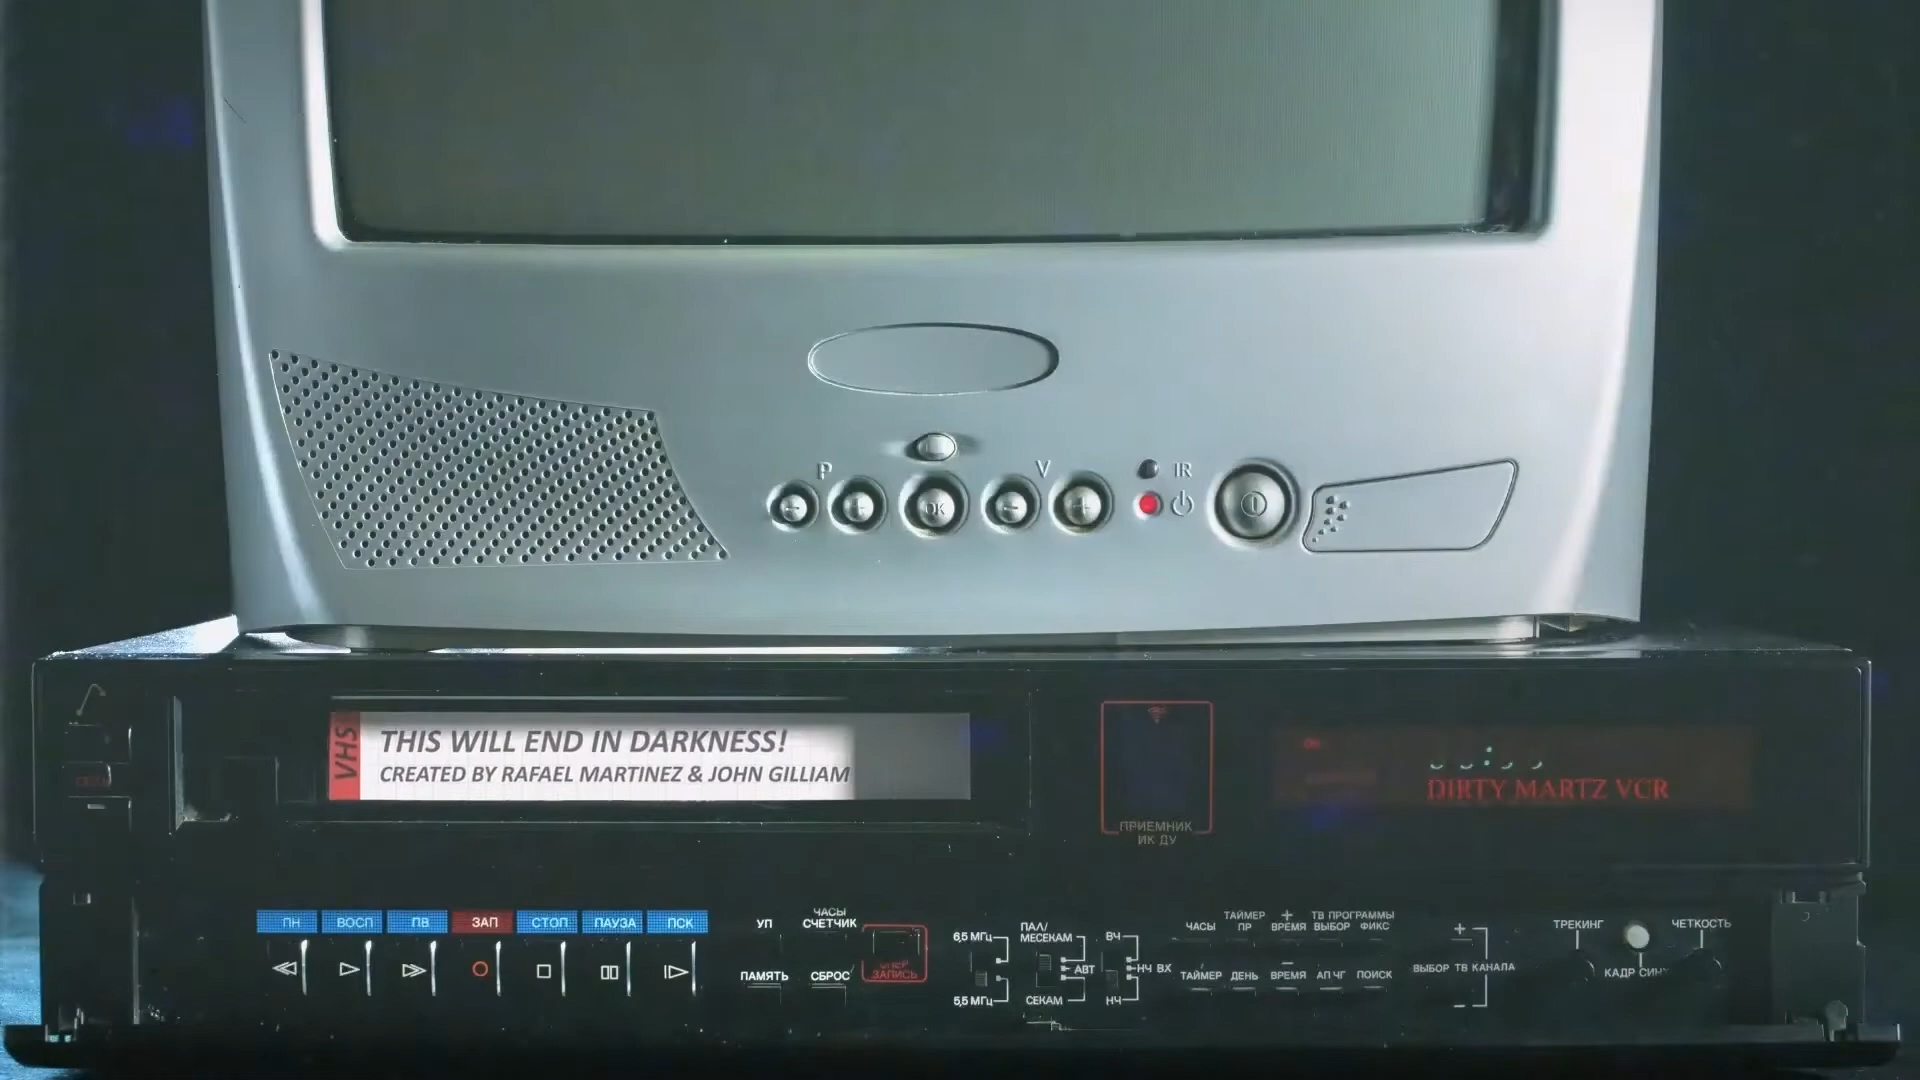 P
V
IR
OK
VHS
THIS WILL END IN DARKNESS!
CREATED BY RAFAEL MARTINEZ & JOHN GILLIAM
DIRTY MARTZ VCR
ПРИЕМНИК
ИК ДУ
ПН ВОСП ПВ ЗАП СТОП ПАУЗА ПСК
УП
ЧАСЫ
СЧЕТЧИК
ПАМЯТЬ СБРОС
ЗАПИСЬ
6,5 МГц
5,5 МГц
ПАЛ/
МЕСЕКАМ
АВТ
СЕКАМ
ВЧ
НЧ ВХ
НЧ
ЧАСЫ
ТАЙМЕР
ПР
+
ВРЕМЯ
ТВ ПРОГРАММЫ
ВЫБОР ФИКС
ТАЙМЕР ДЕНЬ
−
ВРЕМЯ
АПЧГ ПОИСК
+
ВЫБОР ТВ КАНАЛА
−
ТРЕКИНГ
ЧЕТКОСТЬ
КАДР